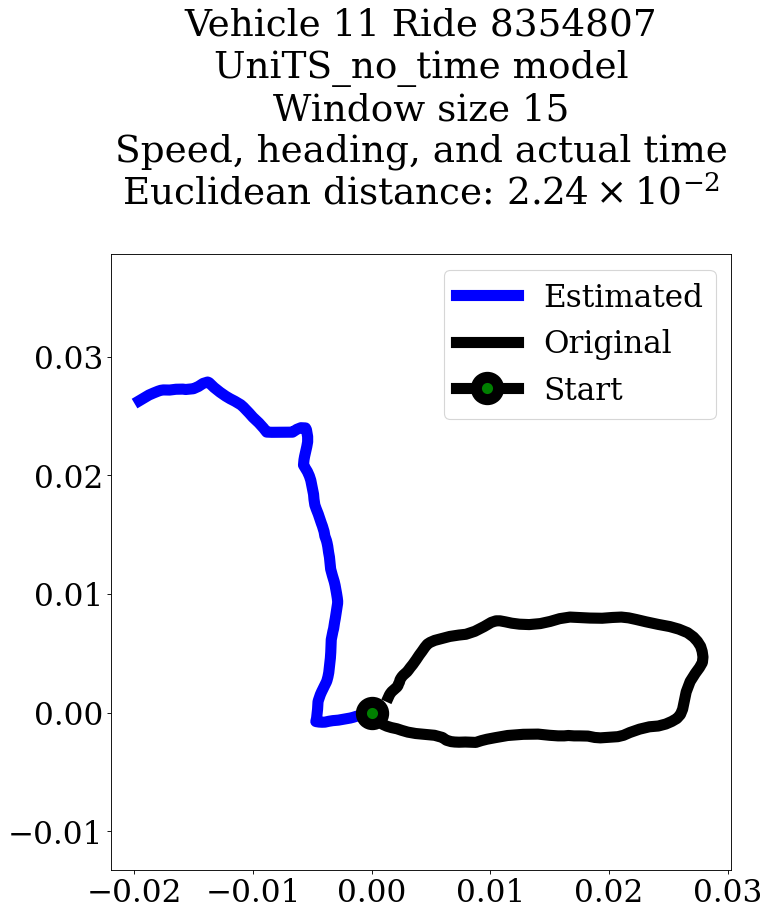 Vehicle 11 Ride 8354807
UniTS_no_time model
Window size 15
Speed, heading, and actual time
Euclidean distance: 2.24 × 10⁻²
Estimated
Original
Start
0.03
0.02
0.01
0.00
−0.01
−0.02 −0.01 0.00 0.01 0.02 0.03